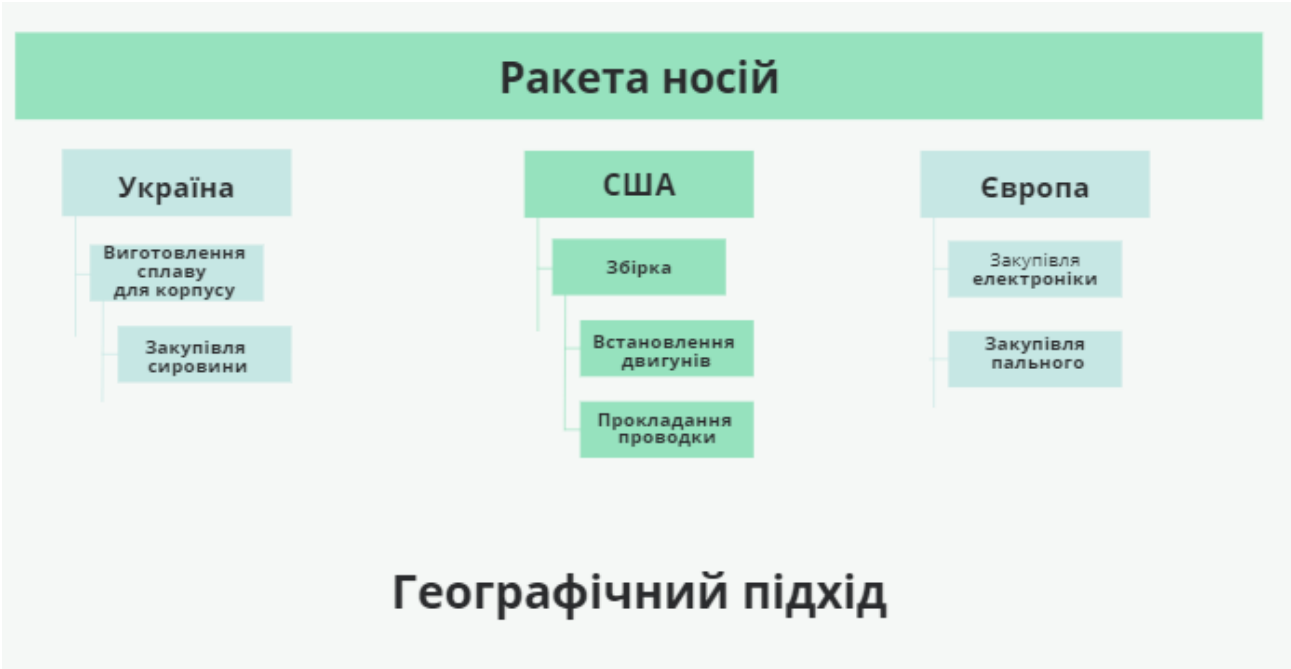 Ракета носій
Україна
Виготовлення
сплаву
для корпусу
Закупівля
сировини
США
Збірка
Встановлення
двигунів
Прокладання
проводки
Європа
Закупівля
електроніки
Закупівля
пального
Географічний підхід